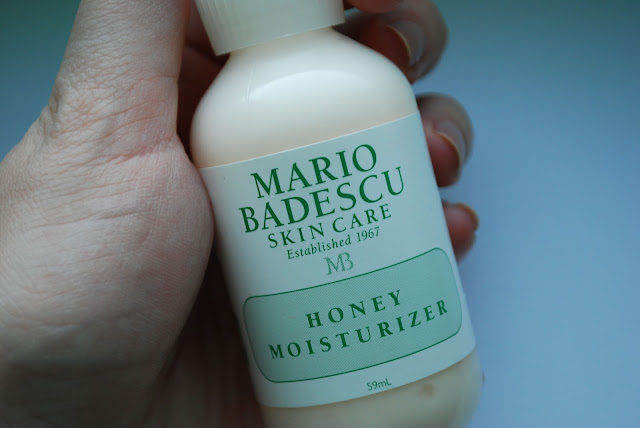 MARIO
BADESCU
SKIN CARE
Established 1967
MB
HONEY
MOISTURIZER
59mL